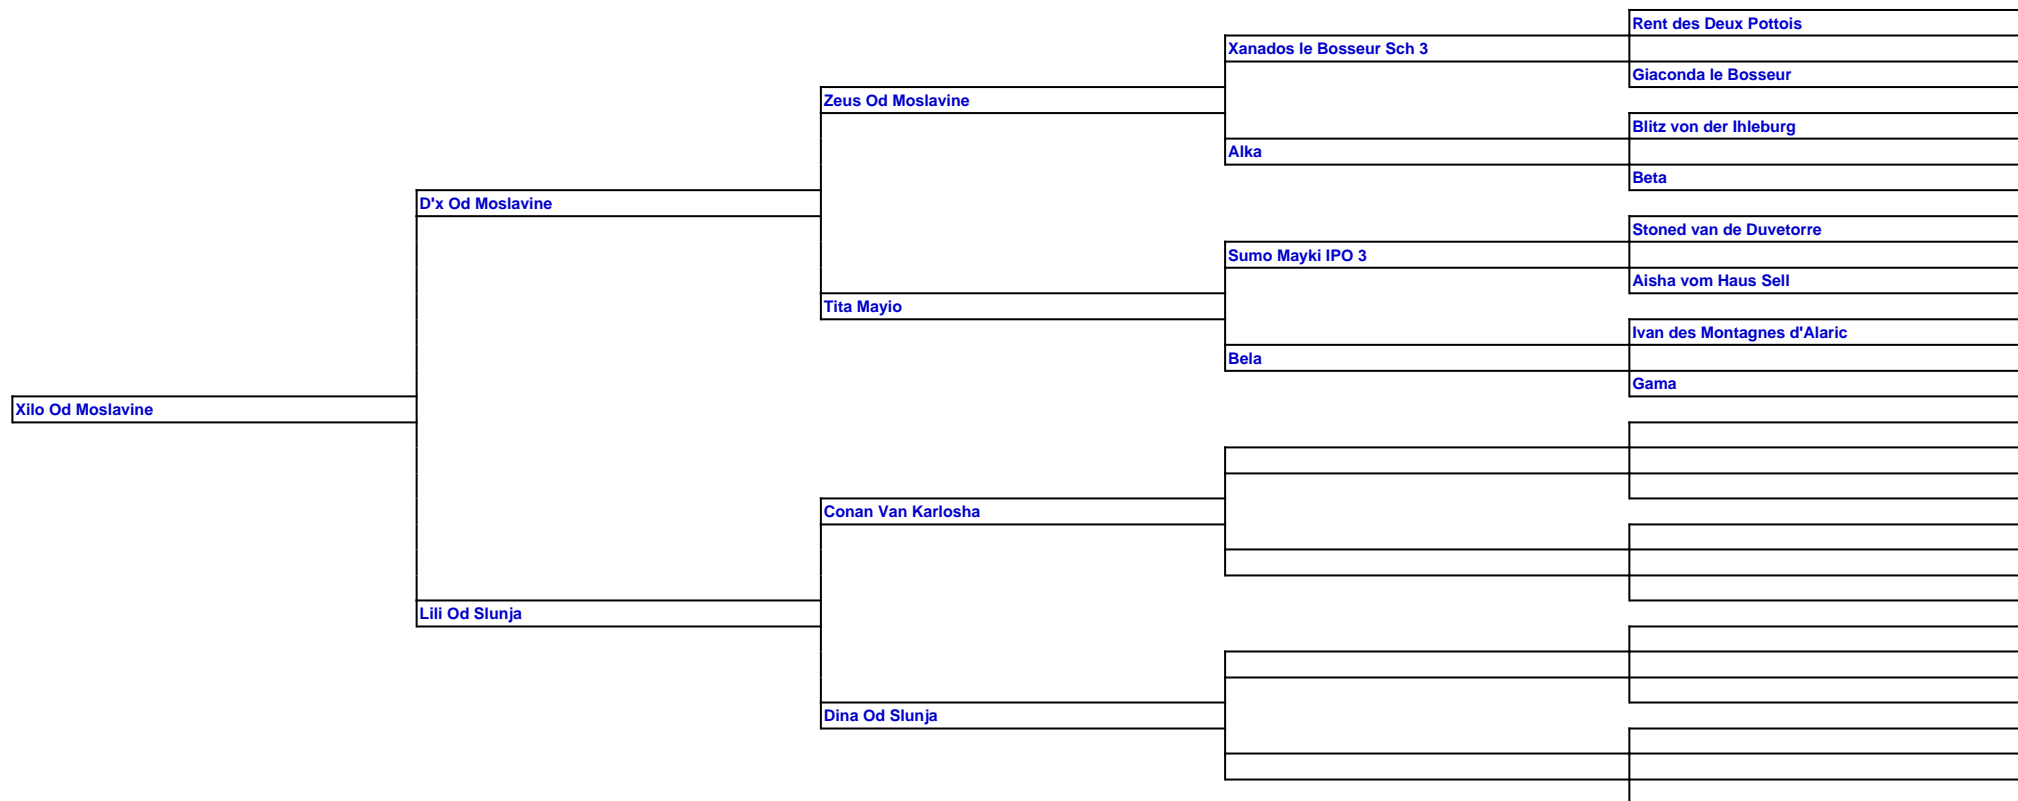 Rent des Deux Pottois
Xanados le Bosseur Sch 3
Giaconda le Bosseur
Zeus Od Moslavine
Blitz von der Ihleburg
Alka
Beta
D'x Od Moslavine
Stoned van de Duvetorre
Sumo Mayki IPO 3
Aisha vom Haus Sell
Tita Mayio
Ivan des Montagnes d'Alaric
Bela
Gama
Xilo Od Moslavine
Conan Van Karlosha
Lili Od Slunja
Dina Od Slunja